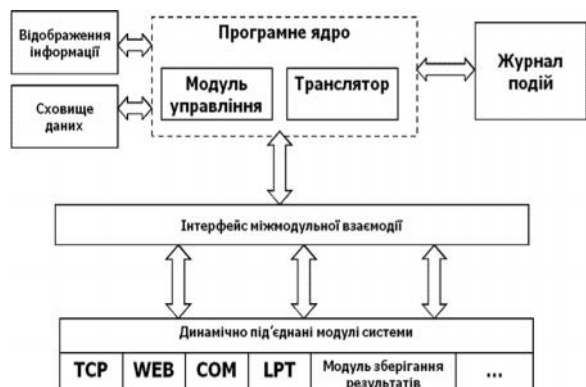 Відображення
інформації
Сховище
даних
Програмне ядро
Модуль
управління
Транслятор
Журнал
подій
Інтерфейс міжмодульної взаємодії
Динамічно під’єднані модулі системи
TCP
WEB
COM
LPT
Модуль зберігання
результатів
...